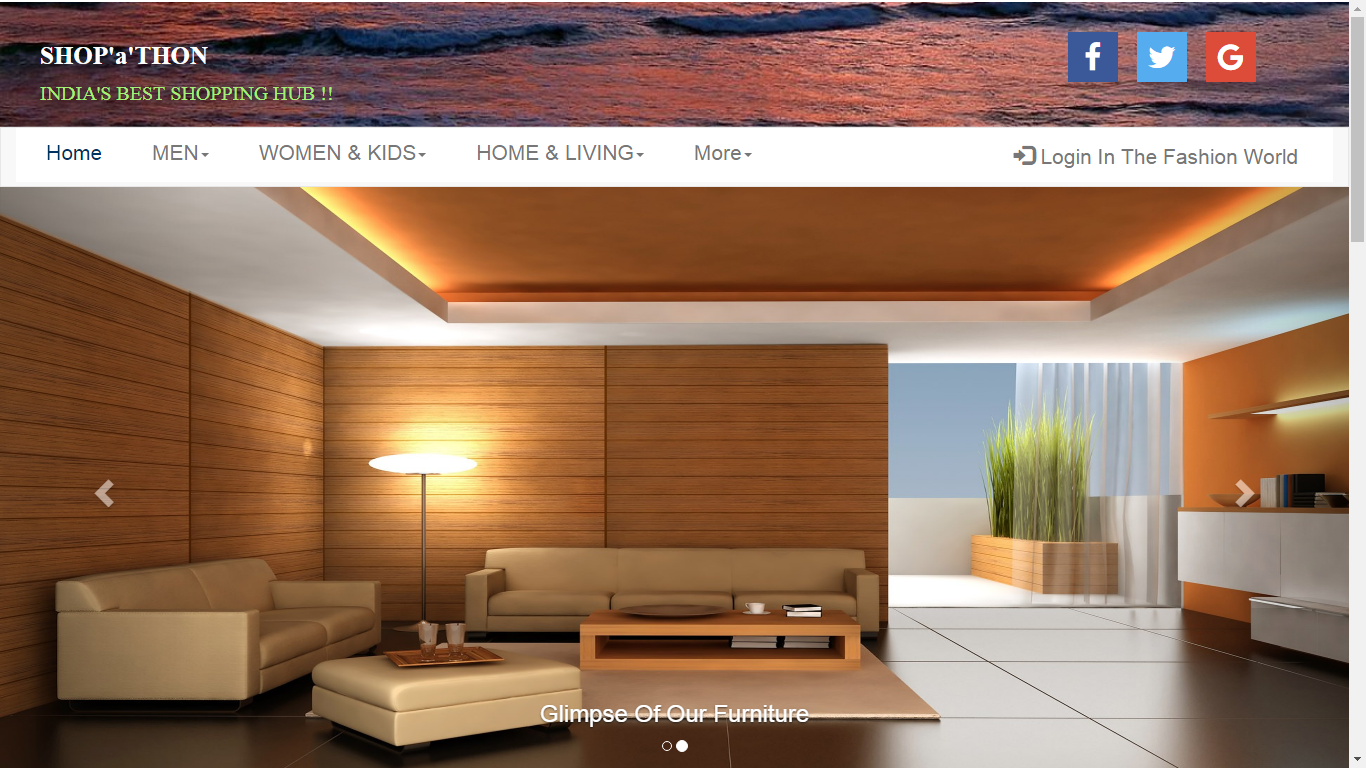 SHOP'a'THON
INDIA'S BEST SHOPPING HUB !!
Home MEN WOMEN & KIDS HOME & LIVING More Login In The Fashion World
Glimpse Of Our Furniture